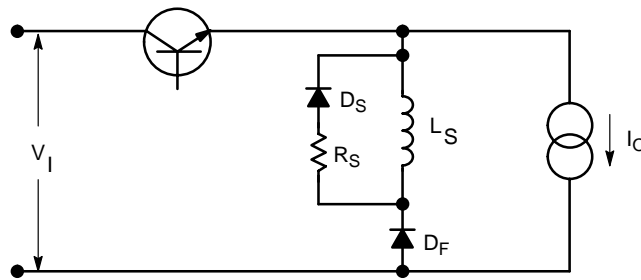 D_S
L_S
R_S
V_I
I_O
D_F